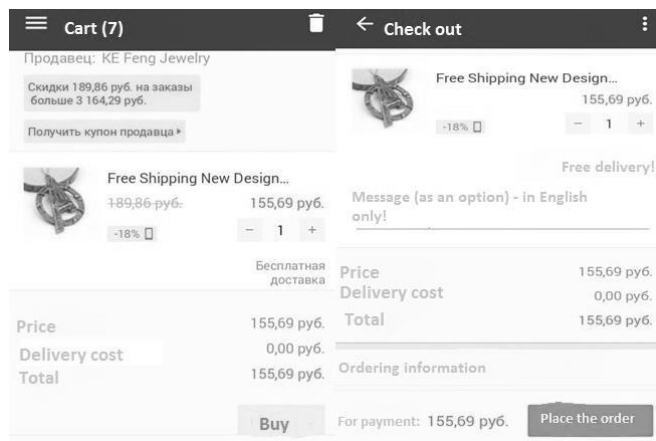 Cart (7)
Продавец: KE Feng Jewelry
Скидки 189,86 руб. на заказы
больше 3 164,29 руб.
Получить купон продавца
Free Shipping New Design...
189,86 руб. 155,69 руб.
-18%
- 1 +
Бесплатная
доставка
Price 155,69 руб.
Delivery cost 0,00 руб.
Total 155,69 руб.
Buy
Check out
Free Shipping New Design...
155,69 руб.
-18% - 1 +
Free delivery!
Message (as an option) - in English
only!
Price 155,69 руб.
Delivery cost 0,00 руб.
Total 155,69 руб.
Ordering information
For payment: 155,69 руб. Place the order